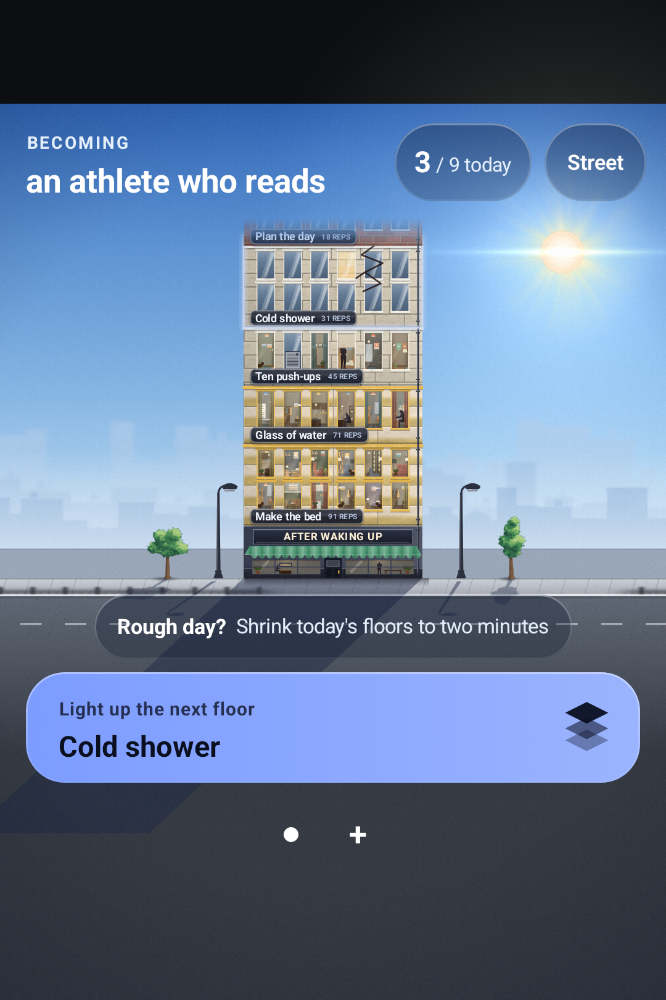 BECOMING
an athlete who reads
3 / 9 today
Street
Plan the day 18 REPS
Cold shower 31 REPS
Ten push-ups 45 REPS
Glass of water 71 REPS
Make the bed 91 REPS
AFTER WAKING UP
Rough day? Shrink today's floors to two minutes
Light up the next floor
Cold shower